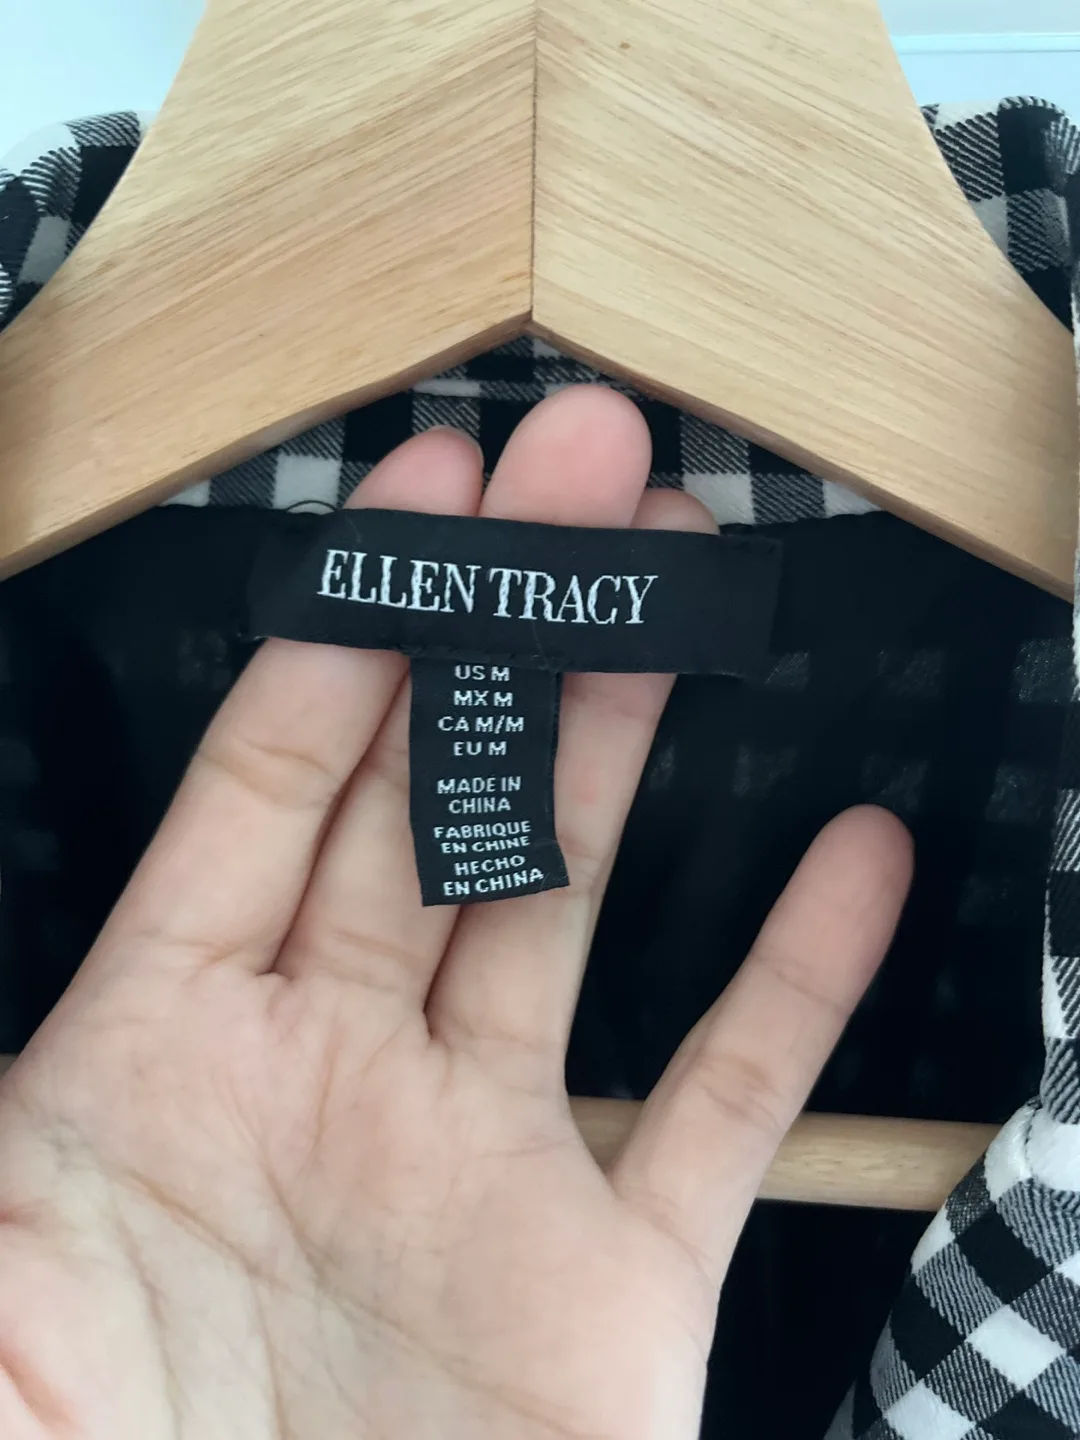 ELLEN TRACY
US M
MX M
CA M/M
EU M
MADE IN
CHINA
FABRIQUE
EN CHINE
HECHO
EN CHINA